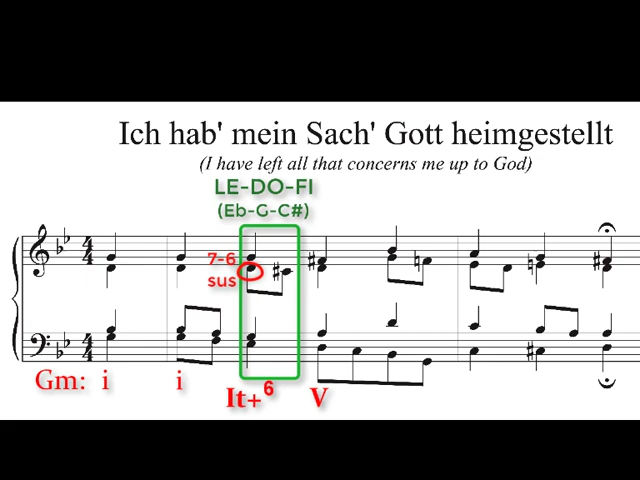 Ich hab' mein Sach' Gott heimgestellt
(I have left all that concerns me up to God)
LE-DO-FI
(Eb-G-C#)
7-6
sus
Gm: i i It+6 V